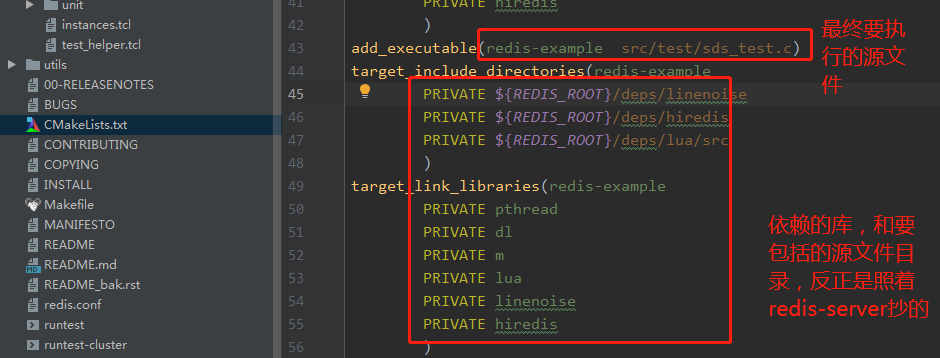 unit
instances.tcl
test_helper.tcl
utils
00-RELEASENOTES
BUGS
CMakeLists.txt
CONTRIBUTING
COPYING
INSTALL
Makefile
MANIFESTO
README
README.md
README_bak.rst
redis.conf
runtest
runtest-cluster
41 PRIVATE hiredis
42 )
43 add_executable(redis-example src/test/sds_test.c)
44 target_include_directories(redis-example
45 PRIVATE ${REDIS_ROOT}/deps/linenoise
46 PRIVATE ${REDIS_ROOT}/deps/hiredis
47 PRIVATE ${REDIS_ROOT}/deps/lua/src
48 )
49 target_link_libraries(redis-example
50 PRIVATE pthread
51 PRIVATE dl
52 PRIVATE m
53 PRIVATE lua
54 PRIVATE linenoise
55 PRIVATE hiredis
56 )
最终要执
行的源文
件
依赖的库，和要
包括的源文件目
录，反正是照着
redis-server抄的